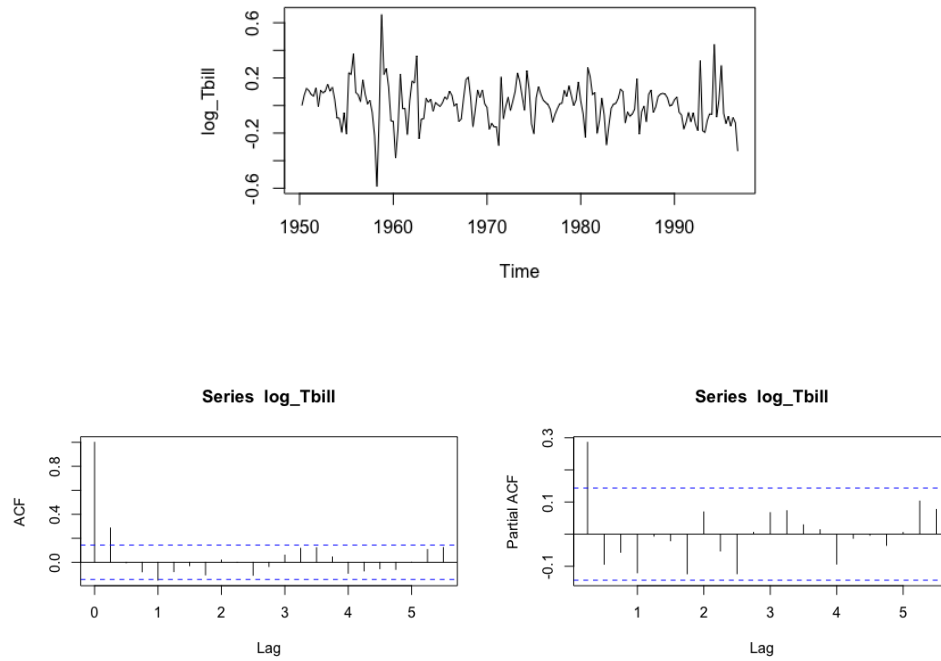 0.6
0.2
-0.2
-0.6
log_Tbill
1950 1960 1970 1980 1990
Time
Series log_Tbill
0.8
0.4
0.0
ACF
0 1 2 3 4 5
Lag
Series log_Tbill
0.3
0.1
-0.1
Partial ACF
1 2 3 4 5
Lag